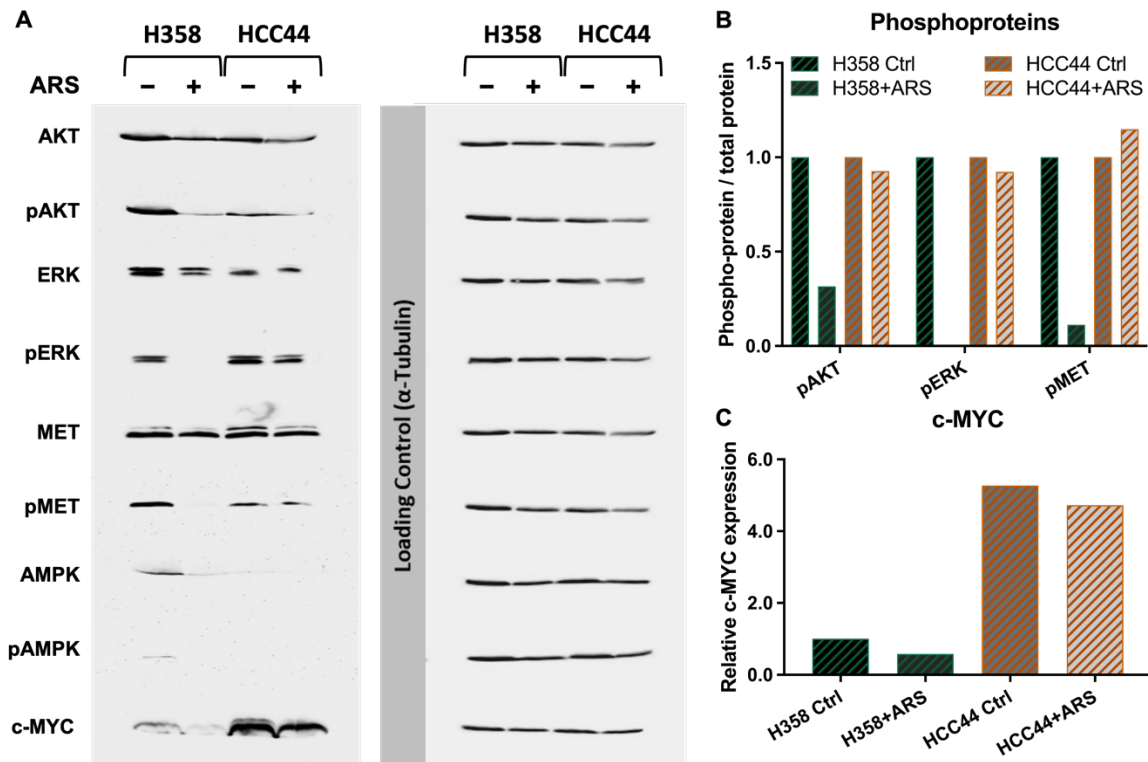 A
H358 HCC44
ARS − + − +
AKT
pAKT
ERK
pERK
MET
pMET
AMPK
pAMPK
c-MYC
H358 HCC44
− + − +
Loading Control (α-Tubulin)
B
Phosphoproteins
H358 Ctrl HCC44 Ctrl
H358+ARS HCC44+ARS
Phospho-protein / total protein
1.5
1.0
0.5
0.0
pAKT pERK pMET
C
c-MYC
Relative c-MYC expression
6.0
4.0
2.0
0.0
H358 Ctrl H358+ARS HCC44 Ctrl HCC44+ARS